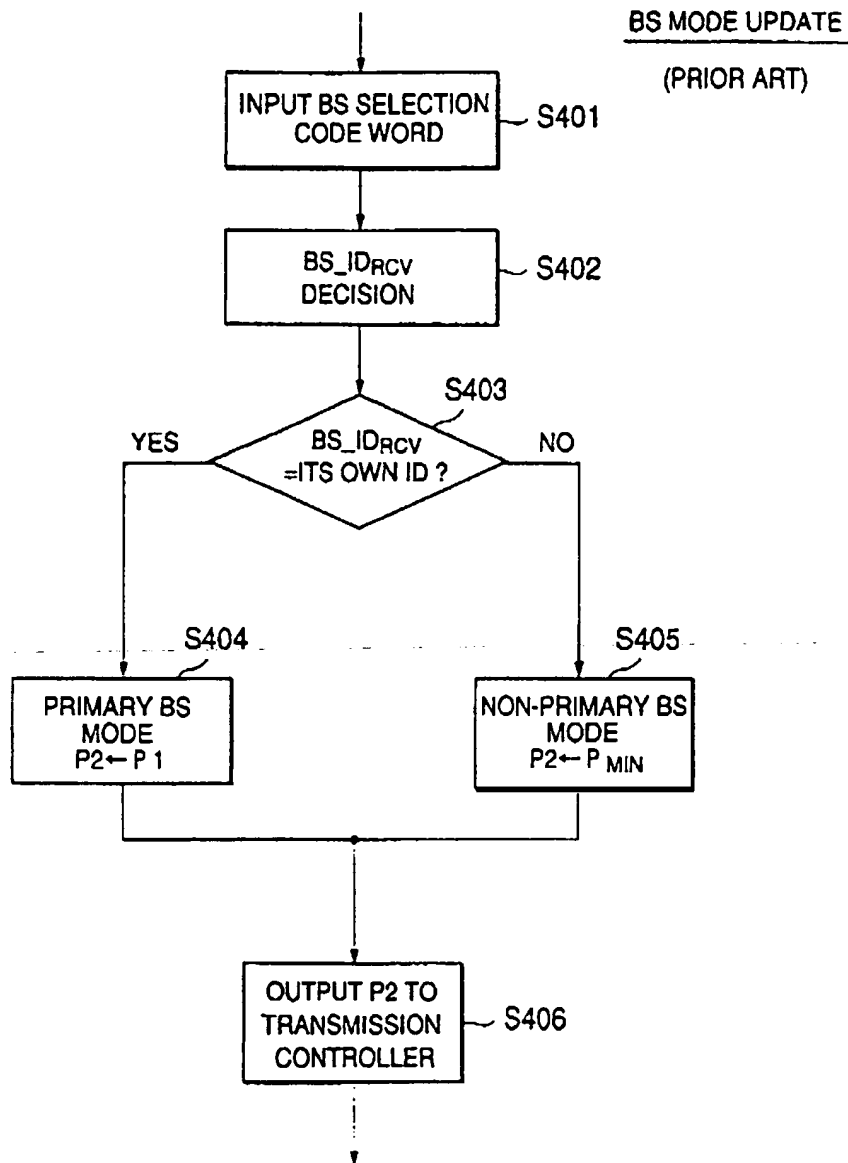 BS MODE UPDATE
(PRIOR ART)
INPUT BS SELECTION
CODE WORD
S401
BS_IDRCV
DECISION
S402
S403
YES
BS_IDRCV
=ITS OWN ID ?
NO
S404
PRIMARY BS
MODE
P2←P1
S405
NON-PRIMARY BS
MODE
P2←PMIN
OUTPUT P2 TO
TRANSMISSION
CONTROLLER
S406